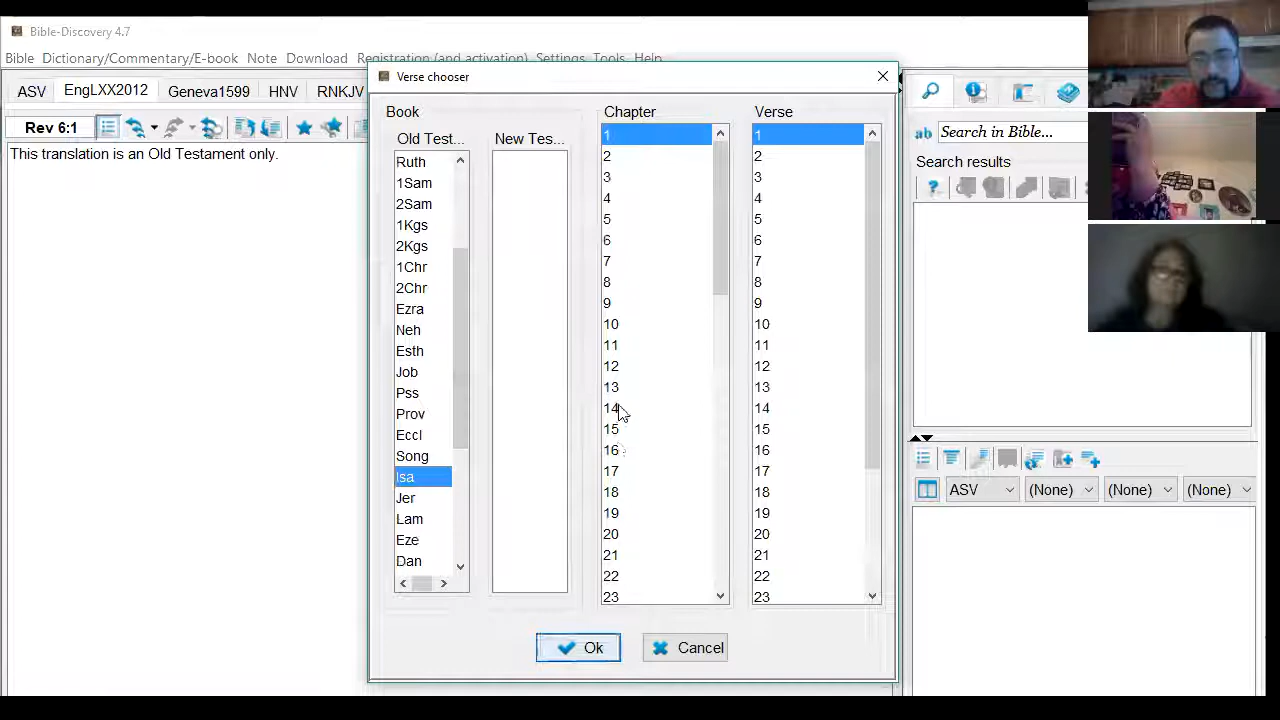 Bible-Discovery 4.7
Bible Dictionary/Commentary/E-book Note Download Registration (and activation) Settings Tools Help
Verse chooser
ASV EngLXX2012 Geneva1599 HNV RNKJV
Rev 6:1
This translation is an Old Testament only.
Book
Old Test... New Tes...
Ruth
1Sam
2Sam
1Kgs
2Kgs
1Chr
2Chr
Ezra
Neh
Esth
Job
Pss
Prov
Eccl
Song
Isa
Jer
Lam
Eze
Dan
Chapter
1
2
3
4
5
6
7
8
9
10
11
12
13
14
15
16
17
18
19
20
21
22
23
Verse
1
2
3
4
5
6
7
8
9
10
11
12
13
14
15
16
17
18
19
20
21
22
23
Ok Cancel
ab Search in Bible...
Search results
?
ASV (None) (None) (None)